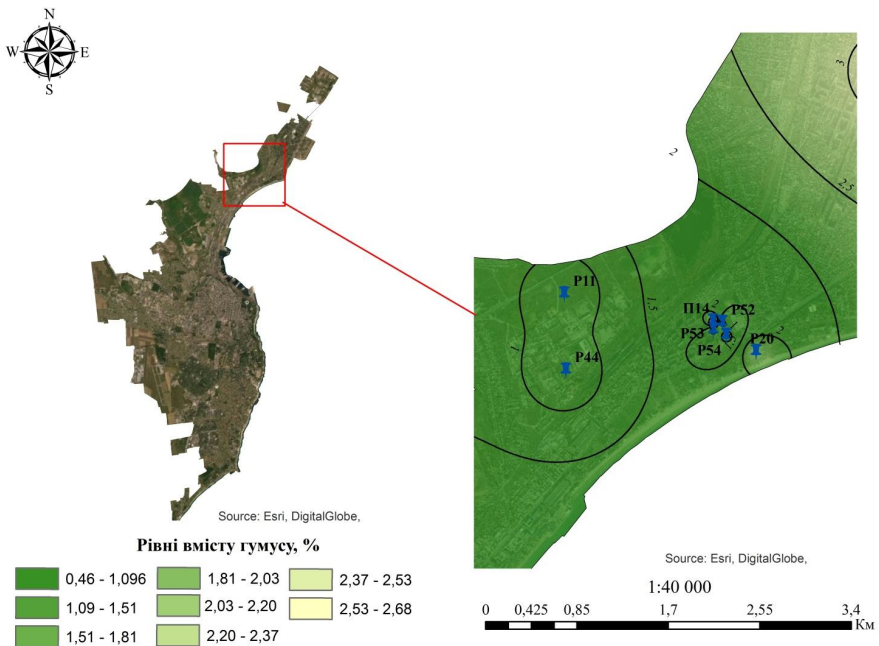 N
W E
S
3
2
2,5
P11
1,5
П14 2 P52
P53
P54
P20
2
1
P44
Source: Esri, DigitalGlobe,
Рівні вмісту гумусу, %
0,46 - 1,096
1,09 - 1,51
1,51 - 1,81
1,81 - 2,03
2,03 - 2,20
2,20 - 2,37
2,37 - 2,53
2,53 - 2,68
Source: Esri, DigitalGlobe,
1:40 000
0 0,425 0,85 1,7 2,55 3,4
Км